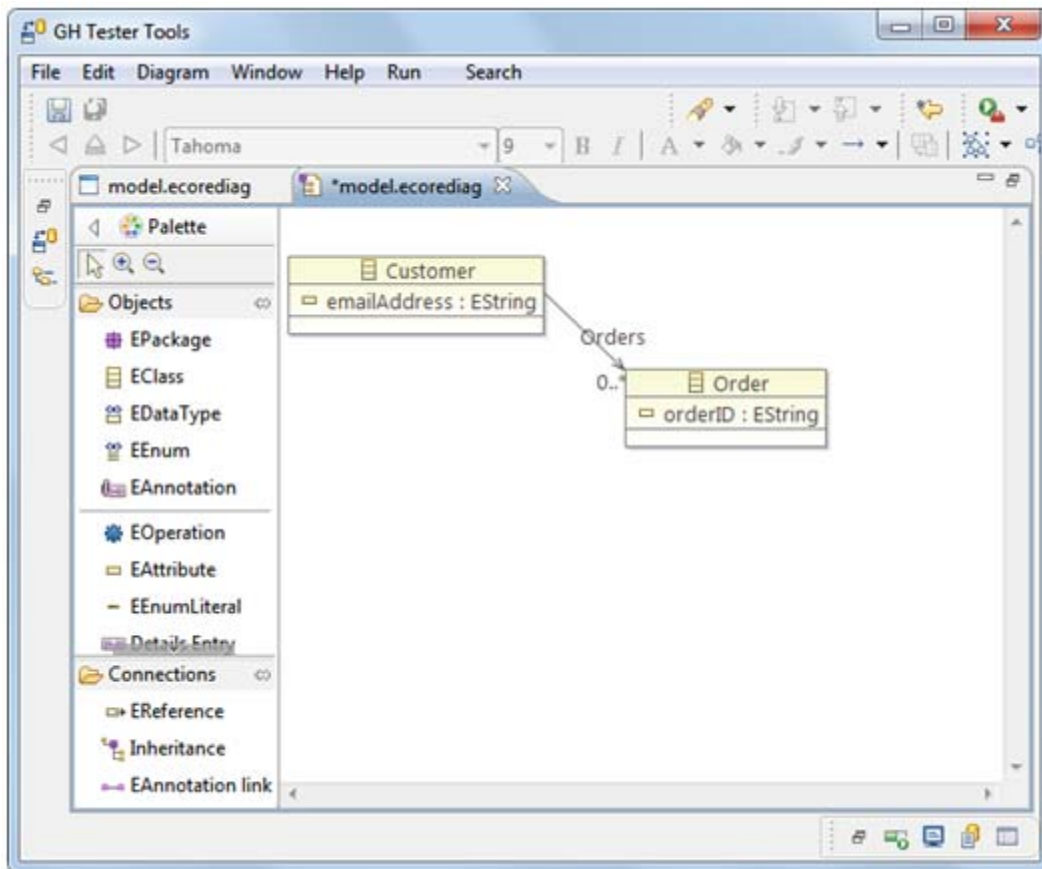 GH Tester Tools
File Edit Diagram Window Help Run Search
Tahoma 9 B I A
model.ecorediag *model.ecorediag
Palette
Objects
EPackage
EClass
EDataType
EEnum
EAnnotation
EOperation
EAttribute
EEnumLiteral
Details Entry
Connections
EReference
Inheritance
EAnnotation link
Customer
emailAddress : EString
Orders
0..*
Order
orderID : EString